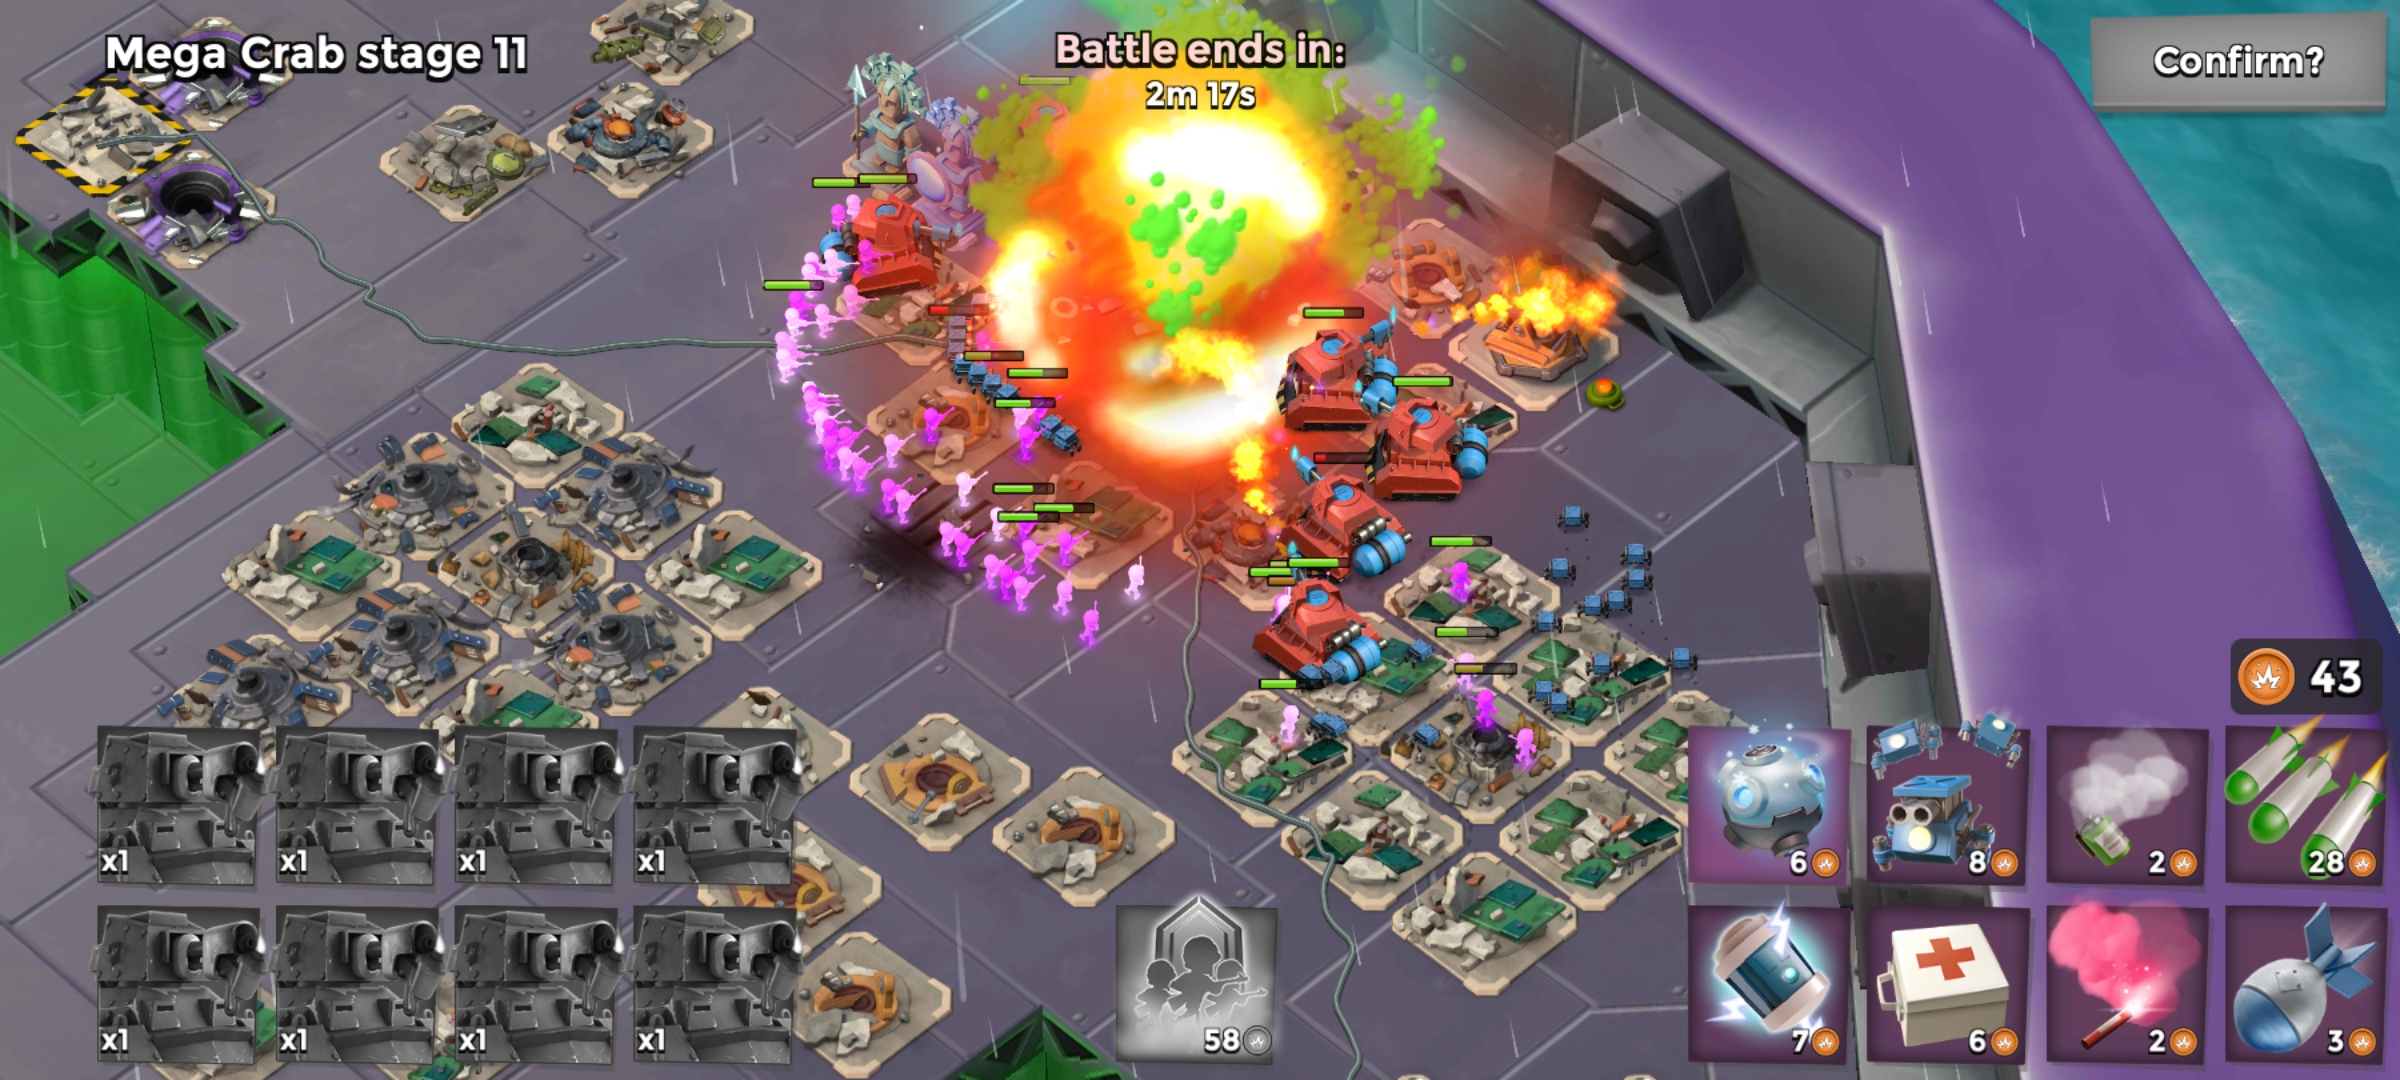 Mega Crab stage 11
Battle ends in:
2m 17s
Confirm?
43
x1
x1
x1
x1
6
8
2
28
x1
x1
x1
x1
58
7
6
2
3